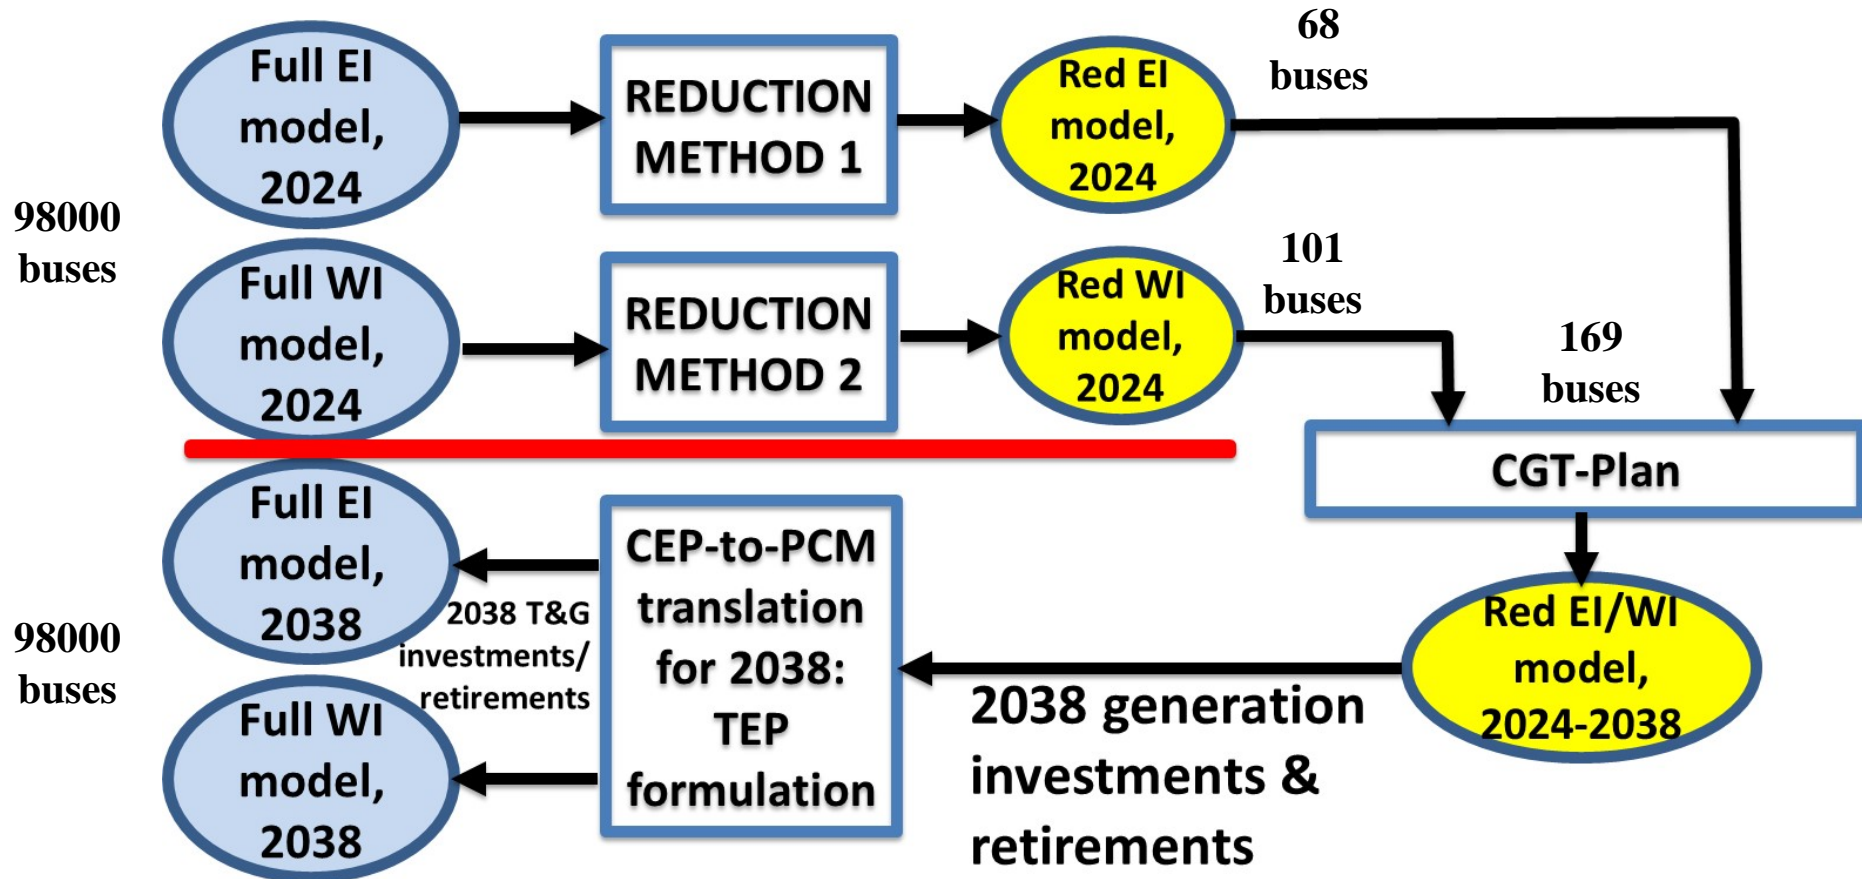 98000
buses
Full EI
model,
2024
REDUCTION
METHOD 1
Red EI
model,
2024
68
buses
Full WI
model,
2024
REDUCTION
METHOD 2
Red WI
model,
2024
101
buses
169
buses
CGT-Plan
Red EI/WI
model,
2024-2038
2038 generation
investments &
retirements
CEP-to-PCM
translation
for 2038:
TEP
formulation
2038 T&G
investments/
retirements
Full EI
model,
2038
98000
buses
Full WI
model,
2038